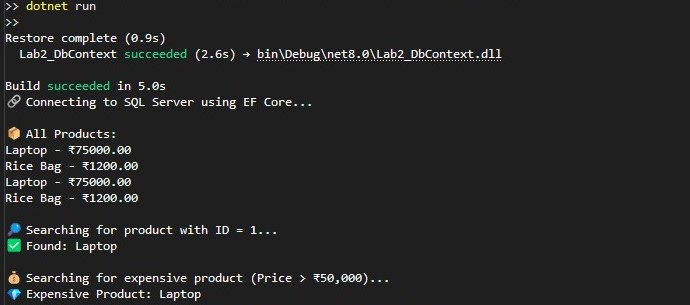 >> dotnet run
>>
Restore complete (0.9s)
  Lab2_DbContext succeeded (2.6s) → bin\Debug\net8.0\Lab2_DbContext.dll

Build succeeded in 5.0s
🔗 Connecting to SQL Server using EF Core...

📦 All Products:
Laptop - ₹75000.00
Rice Bag - ₹1200.00
Laptop - ₹75000.00
Rice Bag - ₹1200.00

🔎 Searching for product with ID = 1...
✅ Found: Laptop

💰 Searching for expensive product (Price > ₹50,000)...
💎 Expensive Product: Laptop